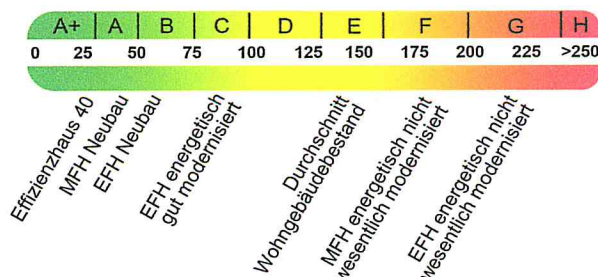 A+ A B C D E F G H
0 25 50 75 100 125 150 175 200 225 >250
Effizienzhaus 40
MFH Neubau
EFH Neubau
EFH energetisch
gut modernisiert
Durchschnitt
Wohngebäudebestand
MFH energetisch nicht
wesentlich modernisiert
EFH energetisch nicht
wesentlich modernisiert